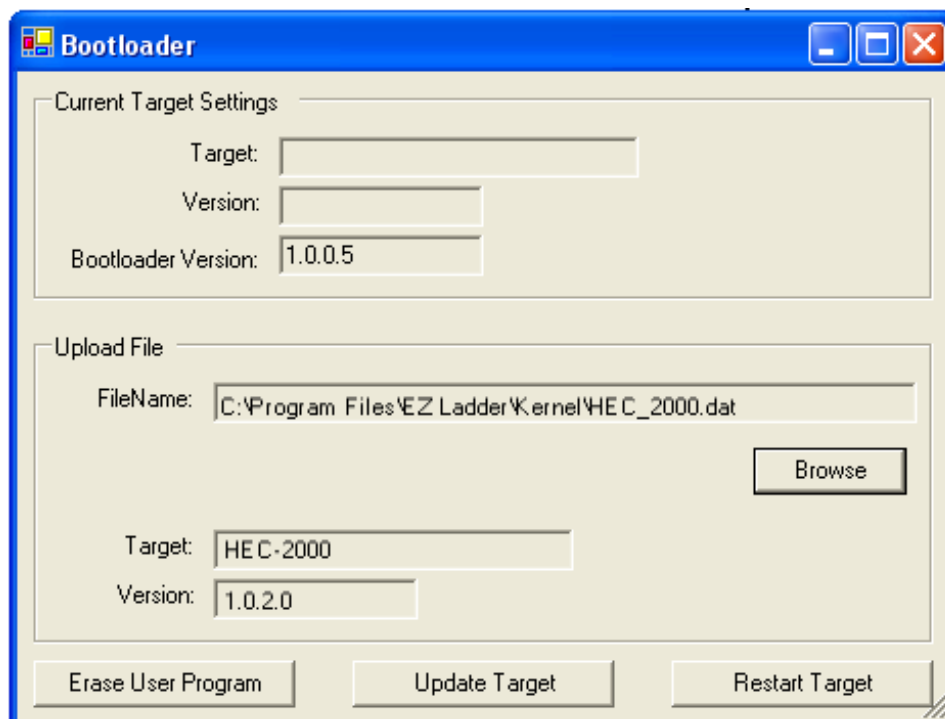 Bootloader
Current Target Settings
Target:
Version:
Bootloader Version: 1.0.0.5
Upload File
FileName: C:\Program Files\EZ Ladder\Kernel\HEC_2000.dat
Browse
Target: HEC-2000
Version: 1.0.2.0
Erase User Program Update Target Restart Target